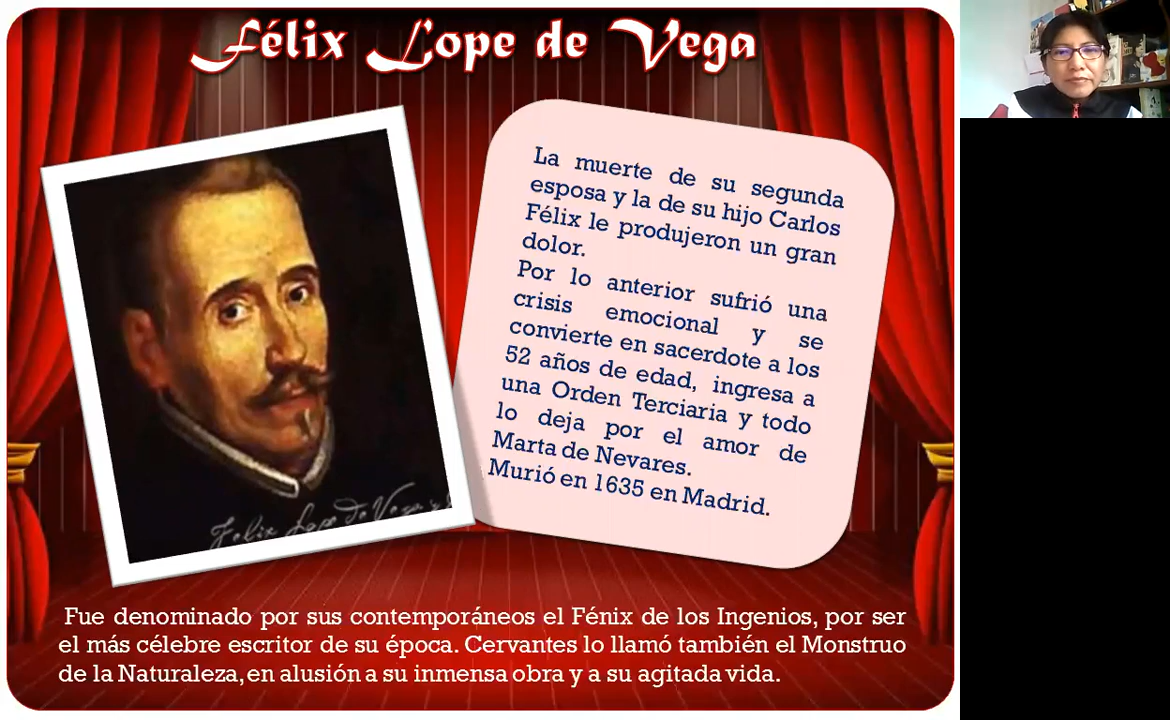 Félix Lope de Vega
La muerte de su segunda
esposa y la de su hijo Carlos
Félix le produjeron un gran
dolor.
Por lo anterior sufrió una
crisis emocional y se
convierte en sacerdote a los
52 años de edad, ingresa a
una Orden Terciaria y todo
lo deja por el amor de
Marta de Nevares.
Murió en 1635 en Madrid.
Felix Lope de Vega
Fue denominado por sus contemporáneos el Fénix de los Ingenios, por ser
el más célebre escritor de su época. Cervantes lo llamó también el Monstruo
de la Naturaleza, en alusión a su inmensa obra y a su agitada vida.